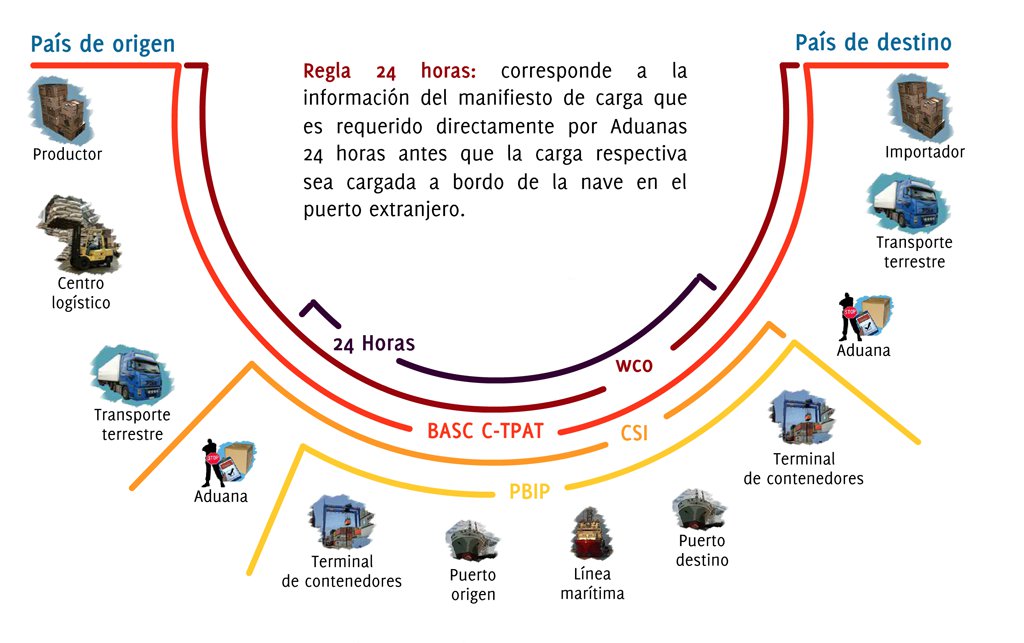 País de origen
País de destino
Regla 24 horas: corresponde a la
información del manifiesto de carga que
es requerido directamente por Aduanas
24 horas antes que la carga respectiva
sea cargada a bordo de la nave en el
puerto extranjero.
Productor
Importador
Centro
logístico
Transporte
terrestre
24 Horas
WCO
Aduana
Transporte
terrestre
BASC C-TPAT
CSI
Terminal
de contenedores
Aduana
PBIP
STOP
STOP
Terminal
de contenedores
Puerto
origen
Línea
marítima
Puerto
destino